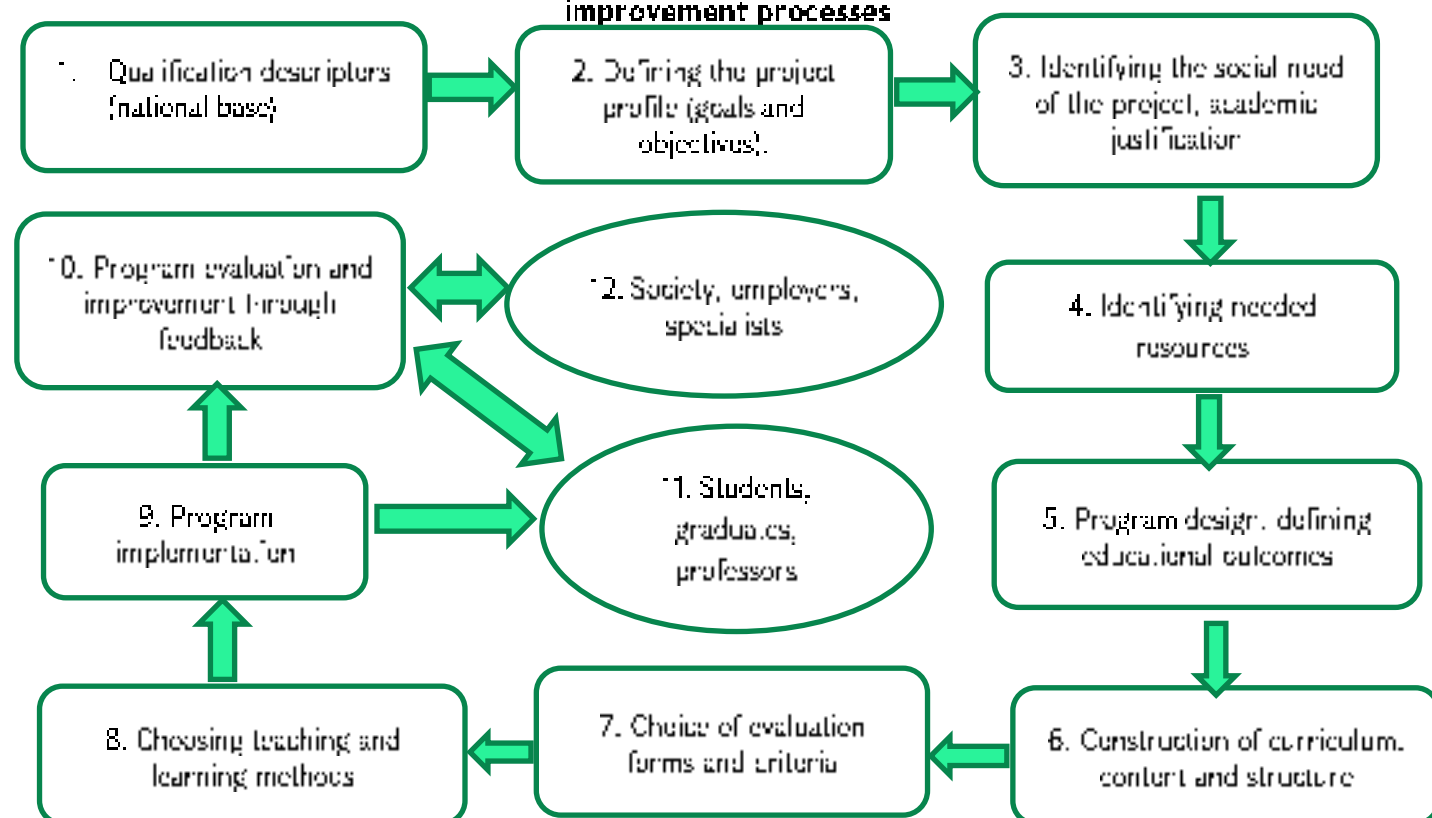 improvement processes
1. Qualification descriptors
(national base)
2. Defining the project
profile (goals and
objectives).
3. Identifying the social need
of the project, academic
justification
10. Program evaluation and
improvement through
feedback
12. Society, employers,
specialists
4. Identifying needed
resources
11. Students,
graduates,
professors
9. Program
implementation
5. Program design, defining
educational outcomes
8. Choosing teaching and
learning methods
7. Choice of evaluation
forms and criteria
6. Construction of curriculum,
content and structure